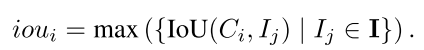 iou_i = max ({IoU(C_i, I_j) | I_j ∈ **I**}) .